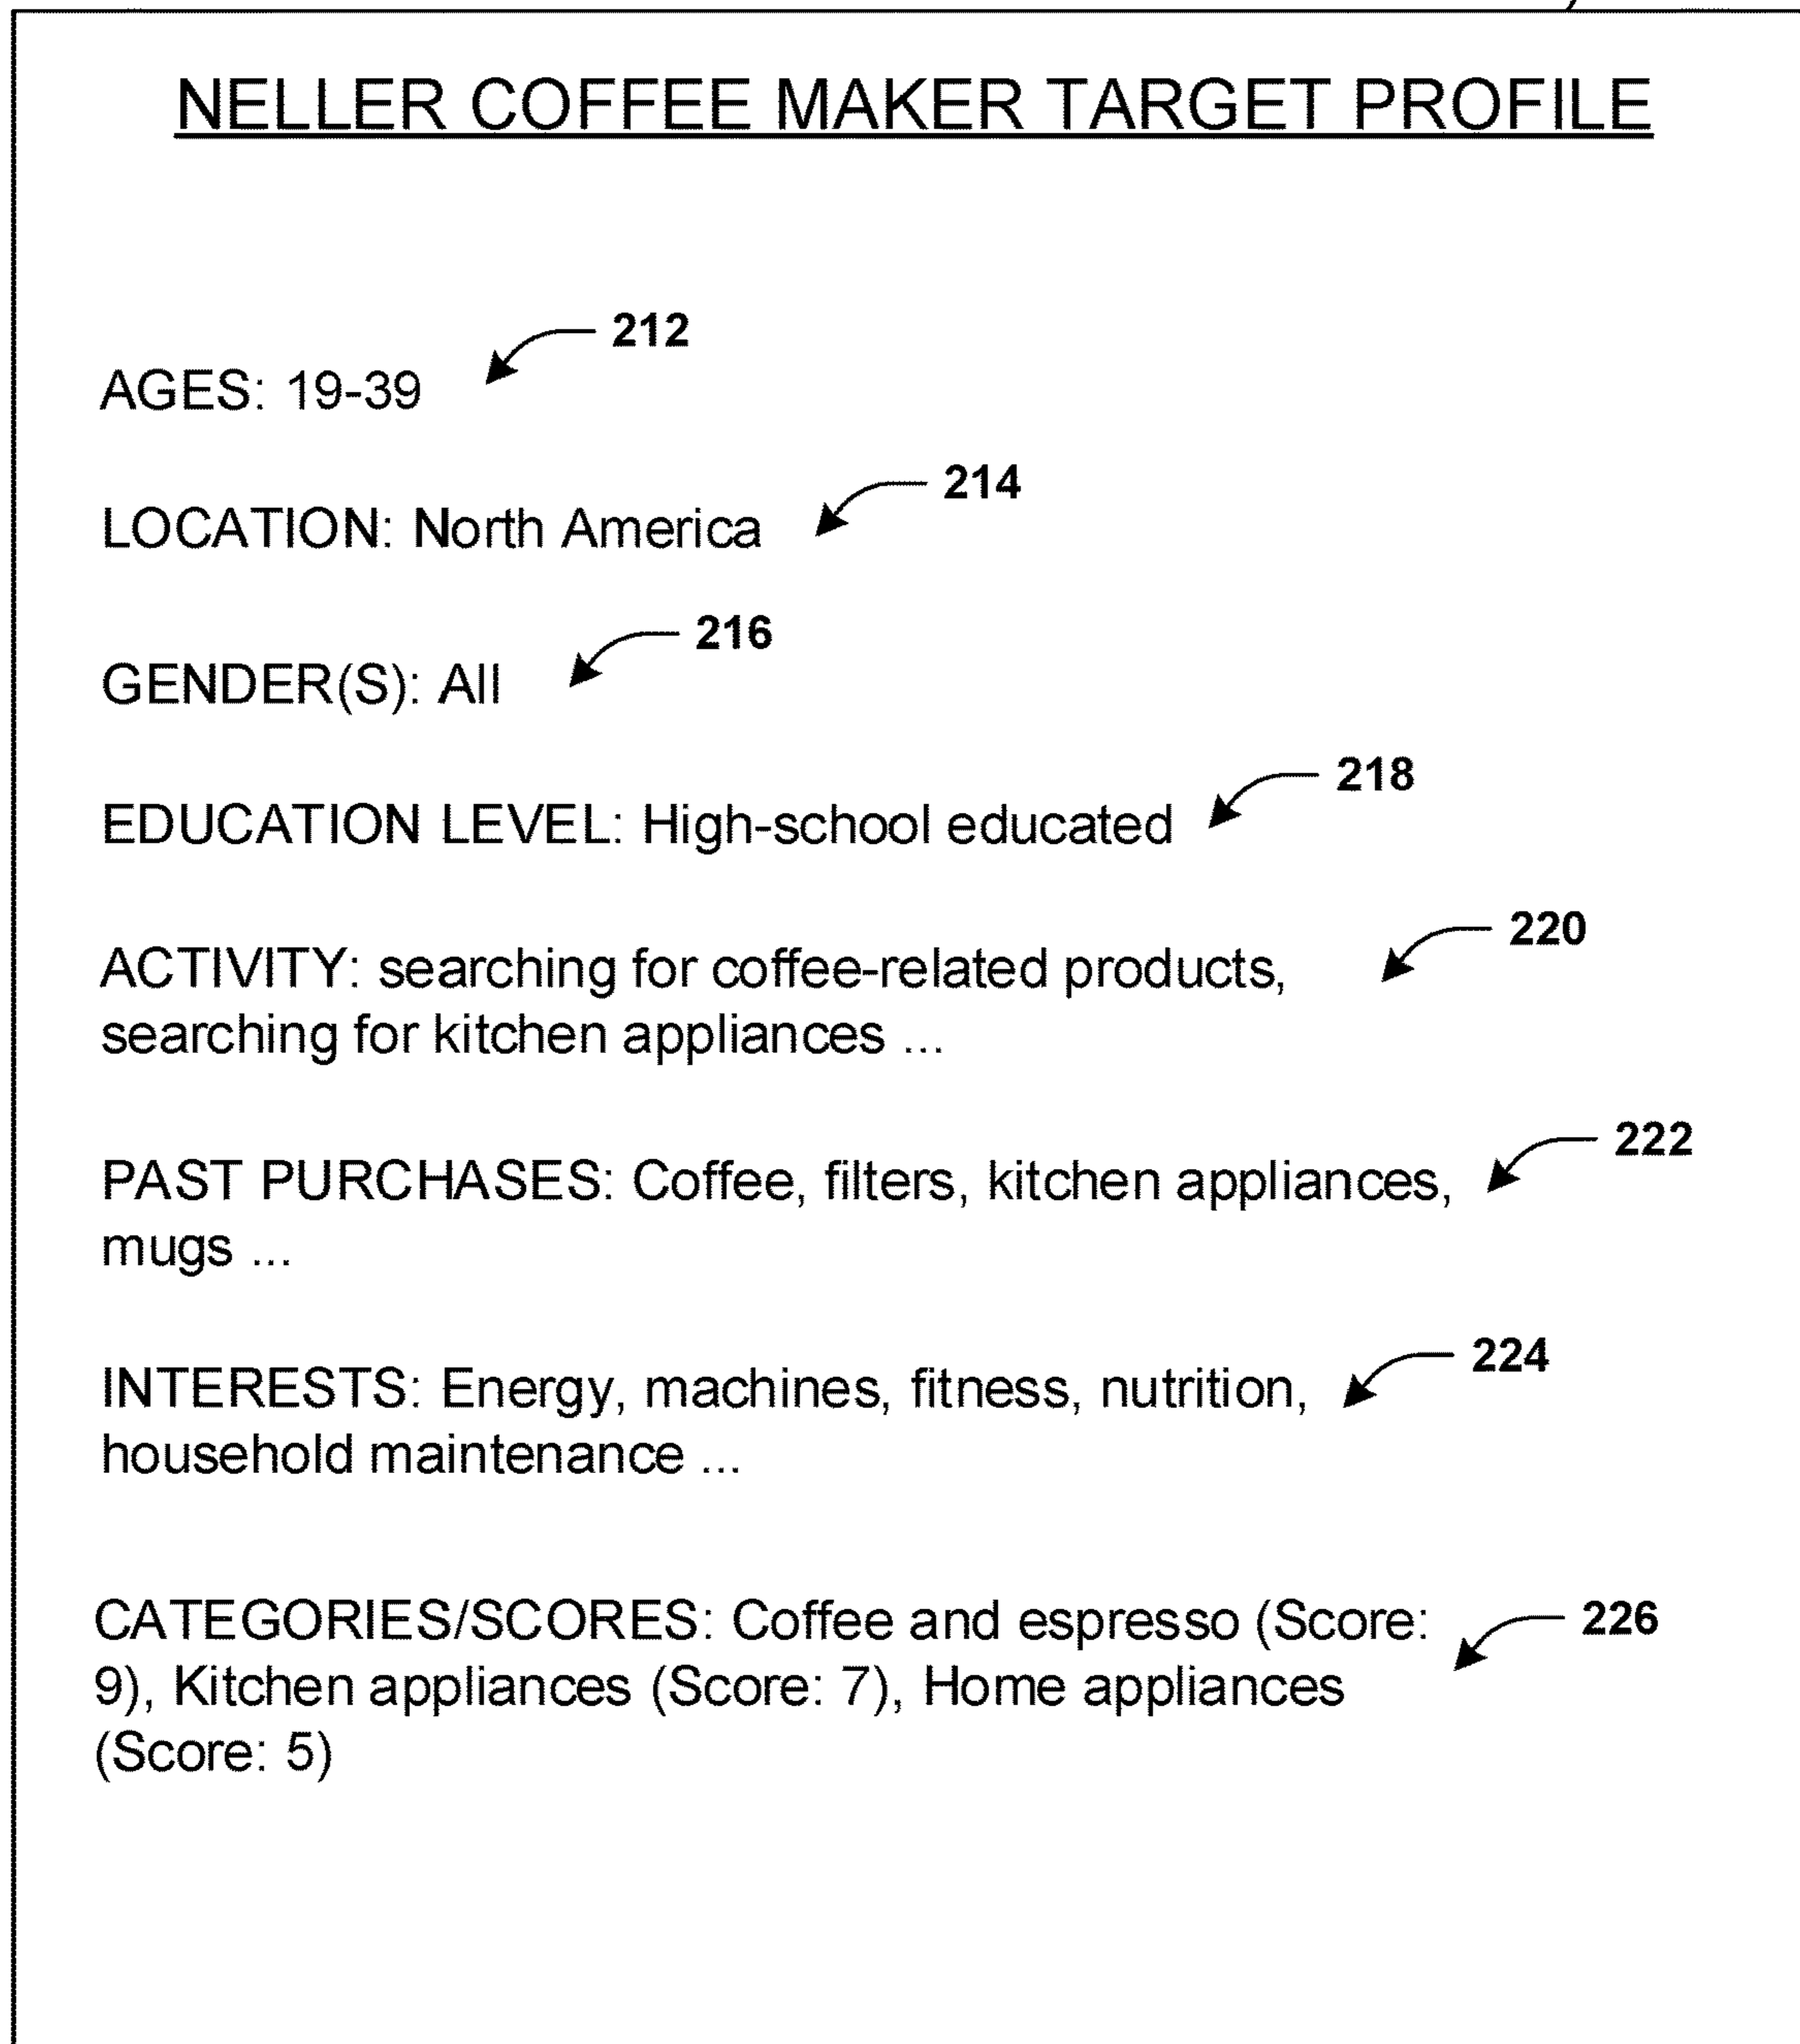 NELLER COFFEE MAKER TARGET PROFILE
212
AGES: 19-39
214
LOCATION: North America
216
GENDER(S): All
218
EDUCATION LEVEL: High-school educated
220
ACTIVITY: searching for coffee-related products,
searching for kitchen appliances ...
222
PAST PURCHASES: Coffee, filters, kitchen appliances,
mugs ...
224
INTERESTS: Energy, machines, fitness, nutrition,
household maintenance ...
226
CATEGORIES/SCORES: Coffee and espresso (Score:
9), Kitchen appliances (Score: 7), Home appliances
(Score: 5)